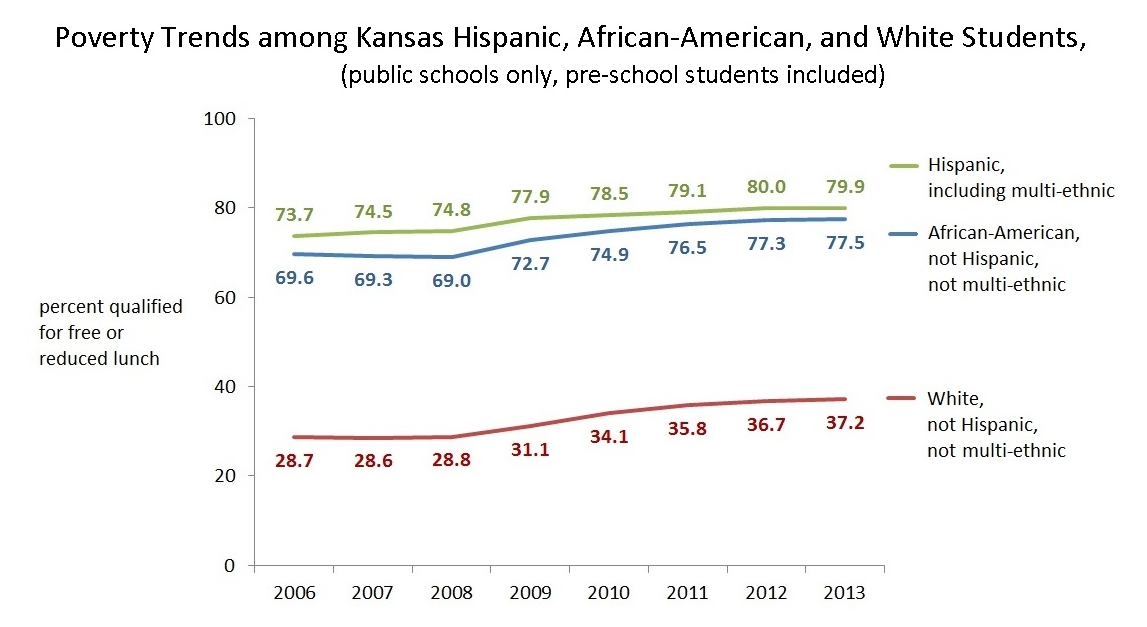 Poverty Trends among Kansas Hispanic, African-American, and White Students,
(public schools only, pre-school students included)
percent qualified
for free or
reduced lunch
100
80
60
40
20
0
73.7 74.5 74.8 77.9 78.5 79.1 80.0 79.9
69.6 69.3 69.0 72.7 74.9 76.5 77.3 77.5
28.7 28.6 28.8 31.1 34.1 35.8 36.7 37.2
2006 2007 2008 2009 2010 2011 2012 2013
Hispanic,
including multi-ethnic
African-American,
not Hispanic,
not multi-ethnic
White,
not Hispanic,
not multi-ethnic